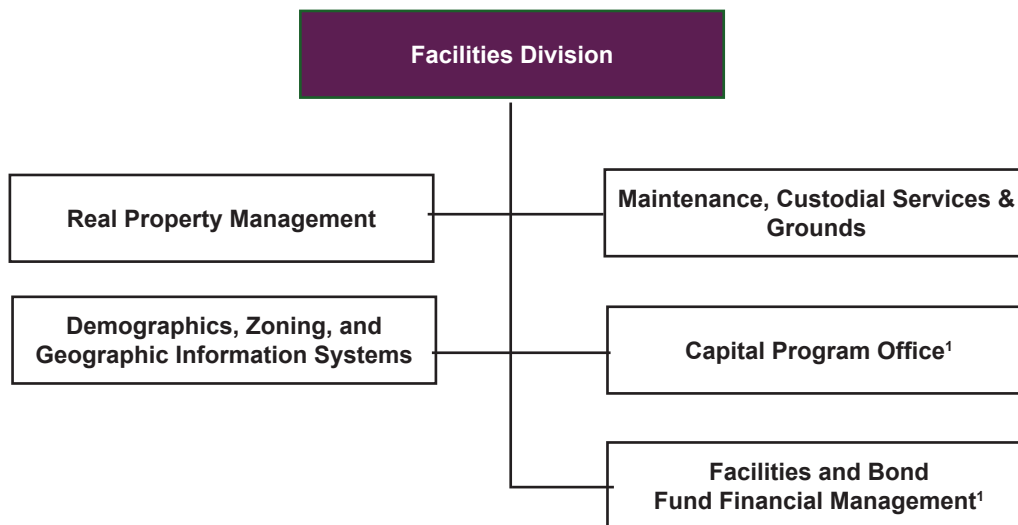 Facilities Division
Real Property Management
Maintenance, Custodial Services &
Grounds
Demographics, Zoning, and
Geographic Information Systems
Capital Program Office¹
Facilities and Bond
Fund Financial Management¹